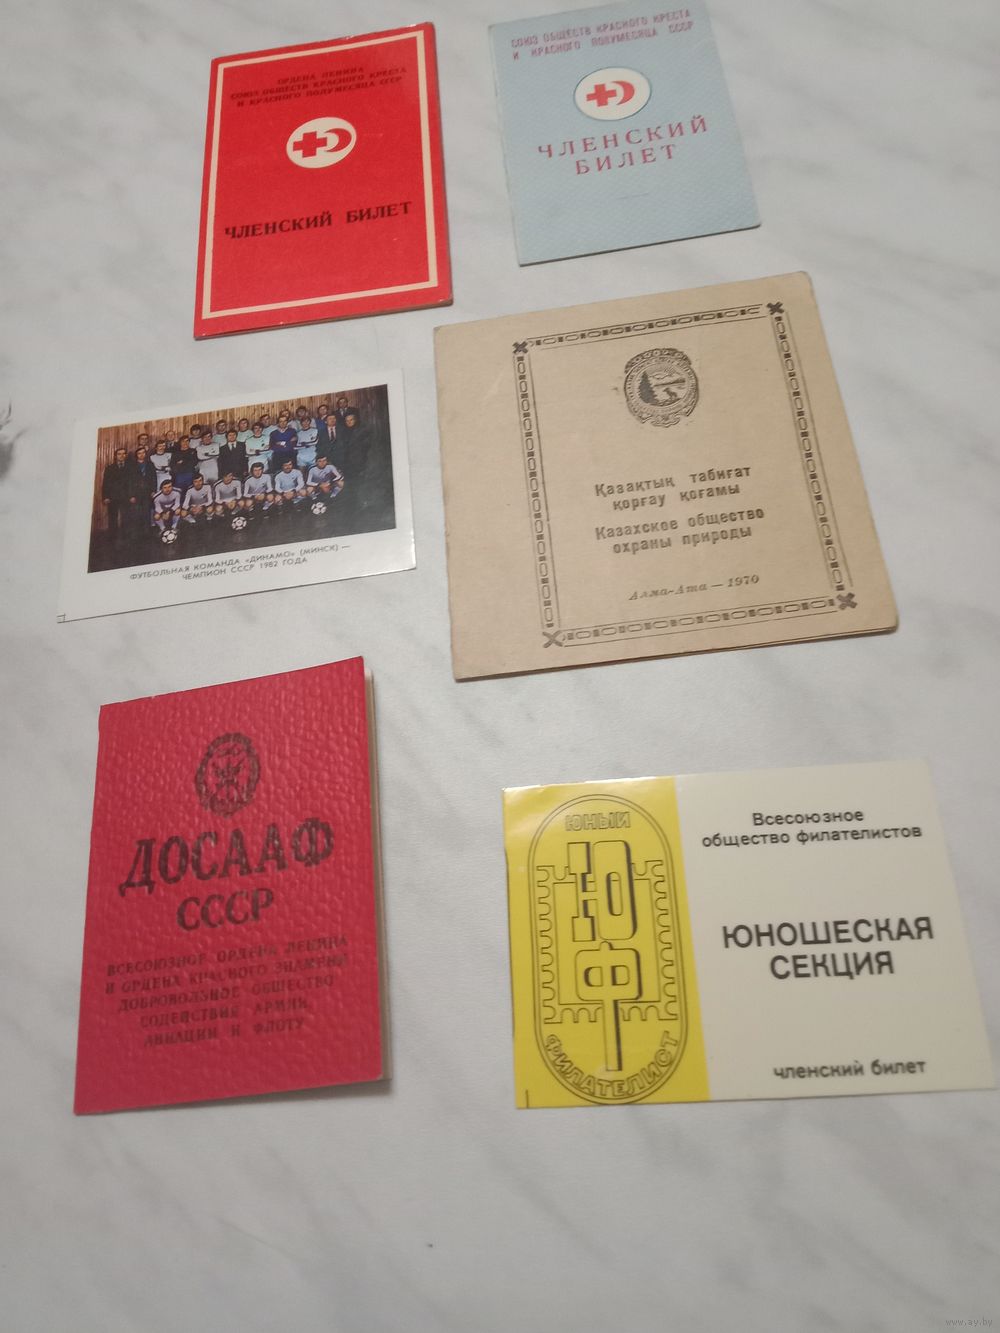 ОРДЕНА ЛЕНИНА
СОЮЗ ОБЩЕСТВ КРАСНОГО КРЕСТА
И КРАСНОГО ПОЛУМЕСЯЦА СССР
ЧЛЕНСКИЙ БИЛЕТ
СОЮЗ ОБЩЕСТВ КРАСНОГО КРЕСТА
И КРАСНОГО ПОЛУМЕСЯЦА СССР
ЧЛЕНСКИЙ
БИЛЕТ
ФУТБОЛЬНАЯ КОМАНДА «ДИНАМО» (МИНСК) —
ЧЕМПИОН СССР 1982 ГОДА
Қазақтың табиғат
қорғау қоғамы
Казахское общество
охраны природы
Алма-Ата — 1970
ДОСААФ
СССР
ВСЕСОЮЗНОЕ ОРДЕНА ЛЕНИНА
И ОРДЕНА КРАСНОГО ЗНАМЕНИ
ДОБРОВОЛЬНОЕ ОБЩЕСТВО
СОДЕЙСТВИЯ АРМИИ,
АВИАЦИИ И ФЛОТУ
ЮНЫЙ
ЮФ
ФИЛАТЕЛИСТ
Всесоюзное
общество филателистов
ЮНОШЕСКАЯ
СЕКЦИЯ
членский билет
www.ay.by